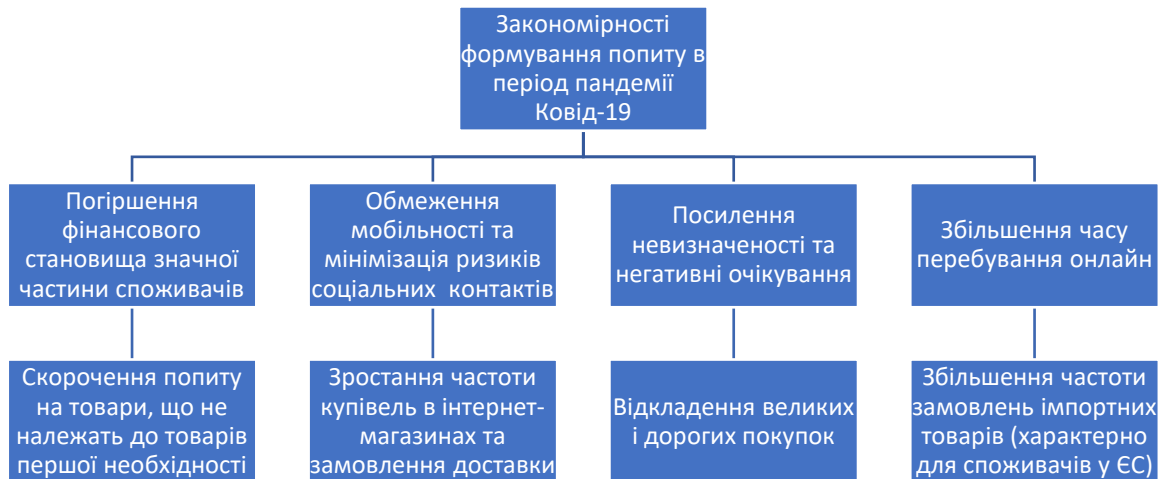 Закономірності
формування попиту в
період пандемії
Ковід-19
Погіршення
фінансового
становища значної
частини споживачів
Обмеження
мобільності та
мінімізація ризиків
соціальних контактів
Посилення
невизначеності та
негативні очікування
Збільшення часу
перебування онлайн
Скорочення попиту
на товари, що не
належать до товарів
першої необхідності
Зростання частоти
купівель в інтернет-
магазинах та
замовлення доставки
Відкладення великих
і дорогих покупок
Збільшення частоти
замовлень імпортних
товарів (характерно
для споживачів у ЄС)